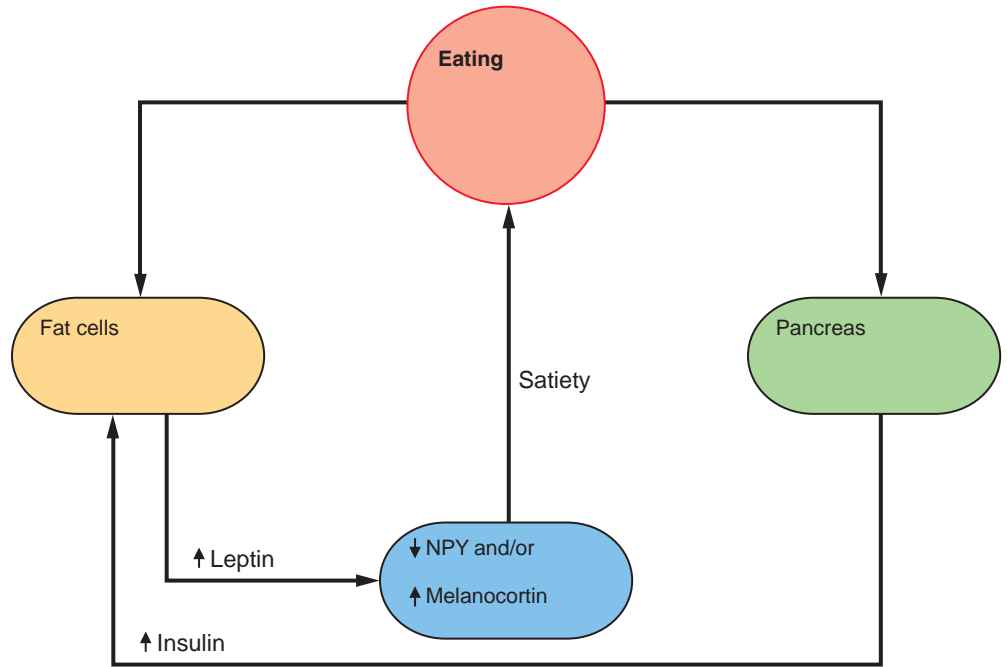 Eating
Fat cells
Pancreas
Satiety
↓ NPY and/or
↑ Leptin
↑ Melanocortin
↑ Insulin